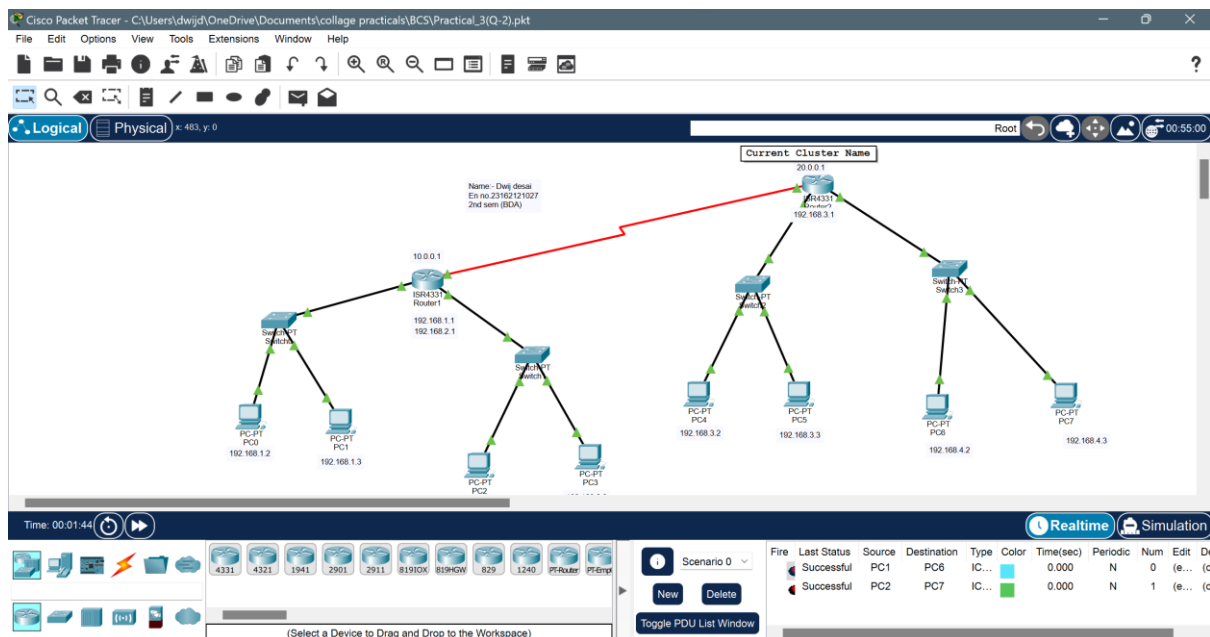 Cisco Packet Tracer - C:\Users\dwijd\OneDrive\Documents\collage practicals\BCS\Practical_3(Q-2).pkt
File Edit Options View Tools Extensions Window Help
?
Logical Physical x: 483, y: 0 Root 00:55:00
Current Cluster Name
20.0.0.1
ISR4331
Router2
192.168.3.1
Name:- Dwij desai
En no.23162121027
2nd sem (BDA)
10.0.0.1
ISR4331
Router1
192.168.1.1
192.168.2.1
Switch-PT
Switch0
Switch-PT
Switch1
Switch-PT
Switch2
Switch-PT
Switch3
PC-PT
PC0
192.168.1.2
PC-PT
PC1
192.168.1.3
PC-PT
PC2
PC-PT
PC3
PC-PT
PC4
192.168.3.2
PC-PT
PC5
192.168.3.3
PC-PT
PC6
192.168.4.2
PC-PT
PC7
192.168.4.3
Time: 00:01:44 Realtime Simulation
4331 4321 1941 2901 2911 819IOX 819HGW 829 1240 PT-Router PT-Empt
(Select a Device to Drag and Drop to the Workspace)
Scenario 0
New Delete
Toggle PDU List Window
Fire Last Status Source Destination Type Color Time(sec) Periodic Num Edit De
Successful PC1 PC6 IC... 0.000 N 0 (e... (d
Successful PC2 PC7 IC... 0.000 N 1 (e... (d